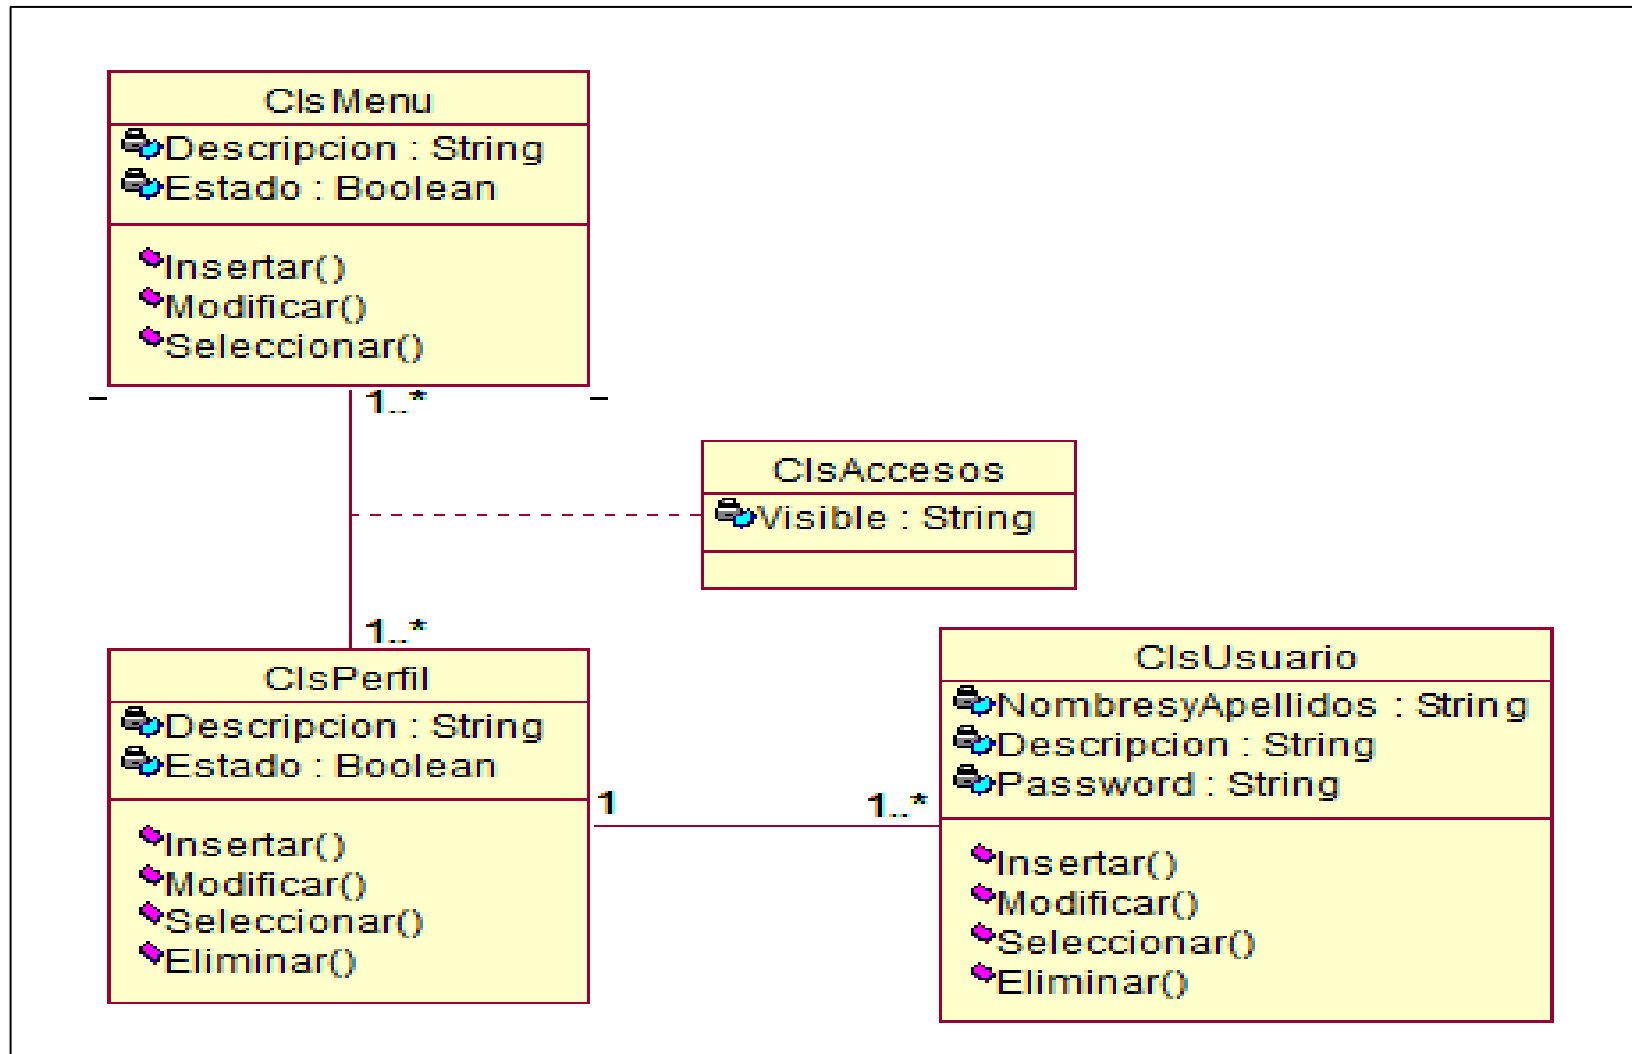 ClsMenu
Descripcion : String
Estado : Boolean
Insertar()
Modificar()
Seleccionar()
1..*
ClsAccesos
Visible : String
1..*
ClsPerfil
Descripcion : String
Estado : Boolean
Insertar()
Modificar()
Seleccionar()
Eliminar()
1
1..*
ClsUsuario
NombresyApellidos : String
Descripcion : String
Password : String
Insertar()
Modificar()
Seleccionar()
Eliminar()